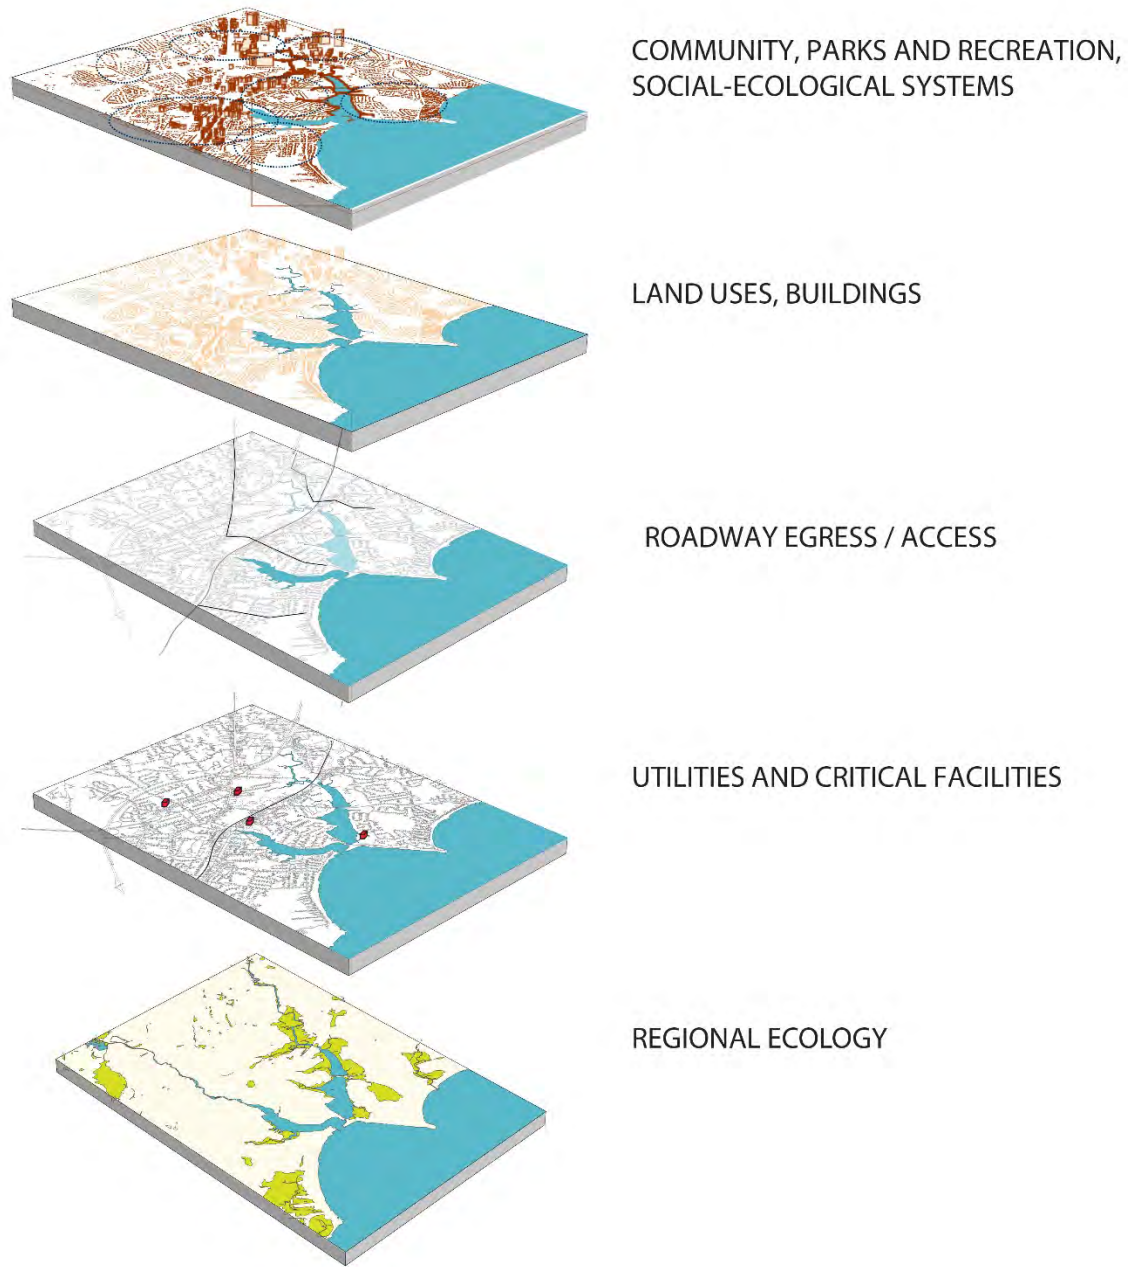 COMMUNITY, PARKS AND RECREATION,
SOCIAL-ECOLOGICAL SYSTEMS
LAND USES, BUILDINGS
ROADWAY EGRESS / ACCESS
UTILITIES AND CRITICAL FACILITIES
REGIONAL ECOLOGY